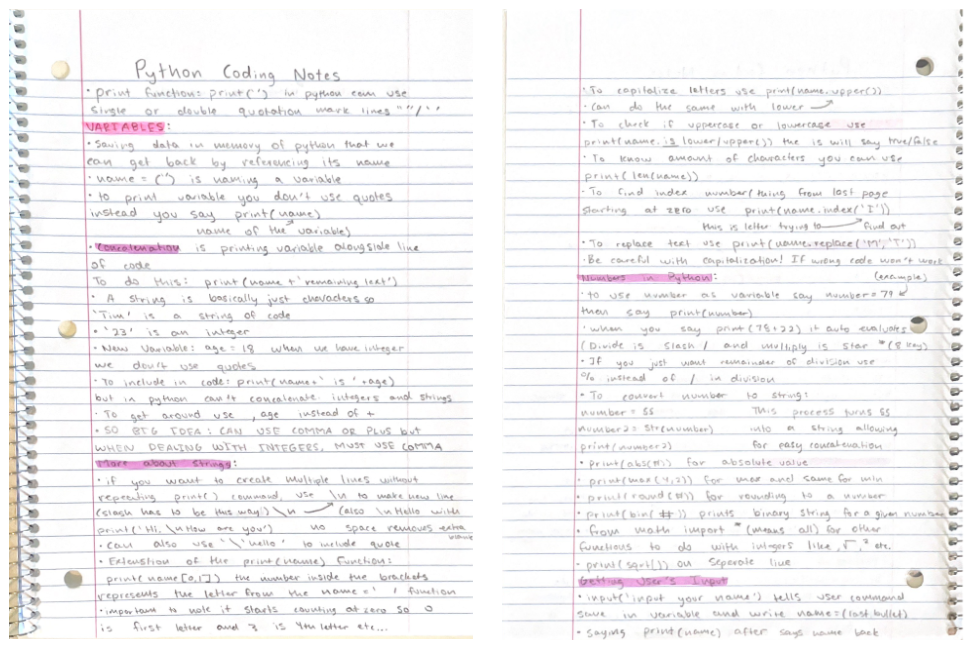 Python Coding Notes
• print function: print('') in python can use
single or double quotation mark lines ""/''
VARIABLES:
• Saving data in memory of python that we
can get back by referencing its name
• name = ('') is naming a variable
• to print variable you don't use quotes
instead you say print(name)
name of the variable)
• Concatenation is printing variable alongside line
of code
To do this: print(name +'remaining text')
• A string is basically just characters so
'Tim' is a string of code
• '23' is an integer
• New Variable: age = 18 when we have integer
we don't use quotes
• To include in code: print(name+' is '+age)
but in python can't concatenate integers and strings
• To get around use , age instead of +
• SO BIG IDEA: CAN USE COMMA OR PLUS but
WHEN DEALING WITH INTEGERS, MUST USE COMMA
More about Strings:
• if you want to create multiple lines without
repeating print() command, use \n to make new line
(slash has to be this way!) \n (also \nHello with
print('Hi, \nHow are you') no space removes extra
blank
• can also use '\'hello' to include quote
• Extenstion of the print(name) function:
print(name[0,1]) the number inside the brackets
represents the letter from the name=' ' function
• important to note it starts counting at zero so 0
is first letter and 3 is 4th letter etc...
• To capitalize letters use print(name.upper())
• can do the same with lower
• To check if uppercase or lowercase use
print(name.is lower/upper()) the is will say true/false
• To know amount of characters you can use
print(len(name))
• To find index number(thing from last page
starting at zero use print(name.index('I'))
this is letter trying to find out
• To replace text use print(name.replace('M','T'))
• Be careful with capitalization! If wrong code won't work
Numbers in Python: (example)
• to use number as variable say number=79
then say print(number)
• when you say print(78+22) it auto evaluates
(Divide is slash / and multiply is star *(8 key)
• If you just want remainder of division use
% instead of / in division
• To convert number to string:
number = 55 This process turns 55
number2=str(number) into a string allowing
print(number2) for easy concatenation
• print(abs(#)) for absolute value
• print(max(4,2)) for max and same for min
• print(round(#)) for rounding to a number
• print(bin(#)) prints binary string for a given number
• from math import * (means all) for other
functions to do with integers like √, ² etc.
• print(sqrt()) on seperate line
Getting User's Input
• input('input your name') tells user command
save in variable and write name=(last bullet)
• Saying print(name) after says name back